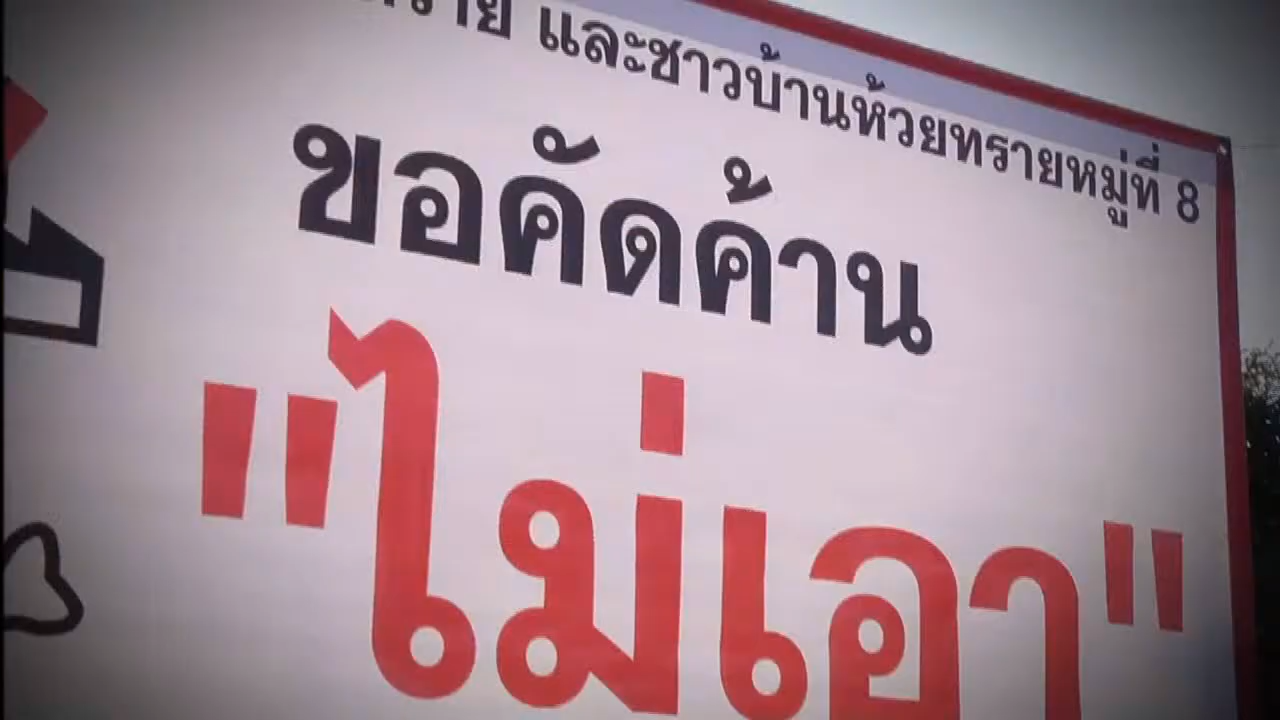 และชาวบ้านห้วยทรายหมู่ที่ 8
ขอคัดค้าน
"ไม่เอา"